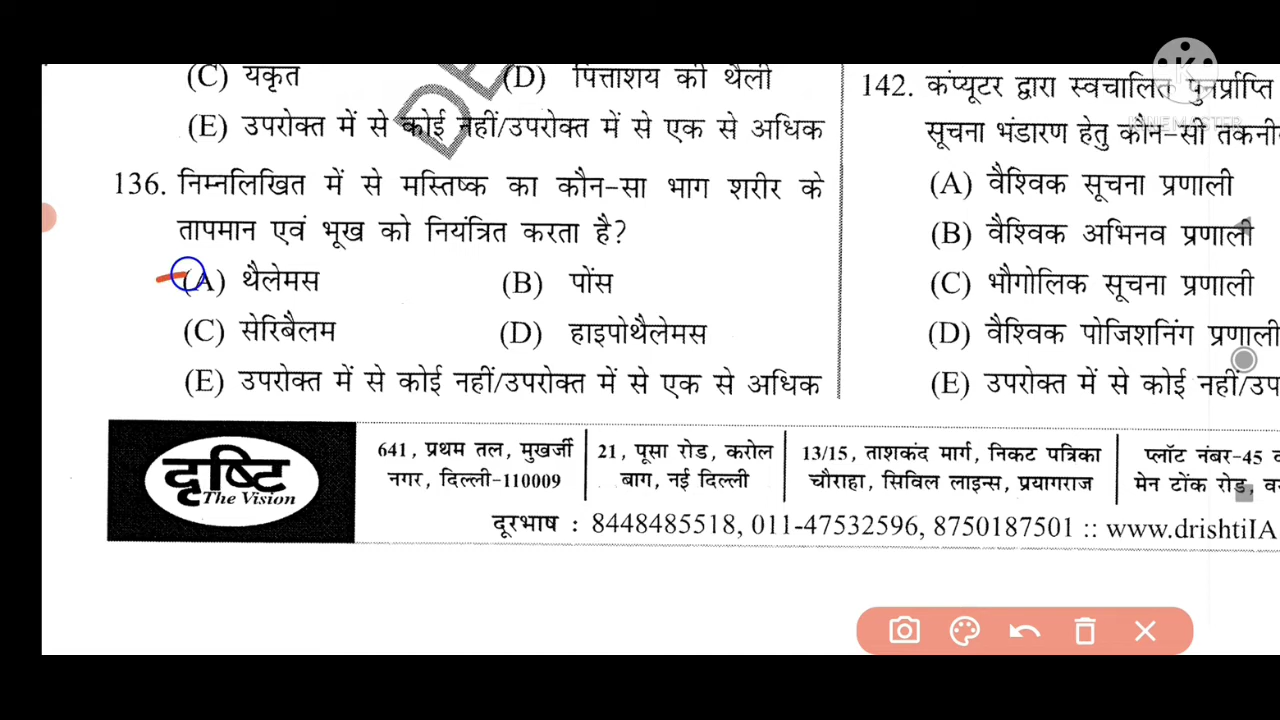 (C) यकृत (D) पित्ताशय की थैली
(E) उपरोक्त में से कोई नहीं/उपरोक्त में से एक से अधिक
136. निम्नलिखित में से मस्तिष्क का कौन-सा भाग शरीर के
तापमान एवं भूख को नियंत्रित करता है?
(A) थैलेमस (B) पोंस
(C) सेरिबैलम (D) हाइपोथैलेमस
(E) उपरोक्त में से कोई नहीं/उपरोक्त में से एक से अधिक
142. कंप्यूटर द्वारा स्वचालित पुनर्प्राप्ति
सूचना भंडारण हेतु कौन-सी
(A) वैश्विक सूचना प्रणाली
(B) वैश्विक अभिनव प्रणाली
(C) भौगोलिक सूचना प्रणाली
(D) वैश्विक पोजिशनिंग प्रणाली
(E) उपरोक्त में से कोई नहीं/उप
दृष्टि
The Vision
641, प्रथम तल, मुखर्जी
नगर, दिल्ली-110009
21, पूसा रोड, करोल
बाग, नई दिल्ली
13/15, ताशकंद मार्ग, निकट पत्रिका
चौराहा, सिविल लाइन्स, प्रयागराज
प्लॉट नंबर-45
मेन टोंक रोड,
दूरभाष : 8448485518, 011-47532596, 8750187501 :: www.drishtiIA
KINEMASTER